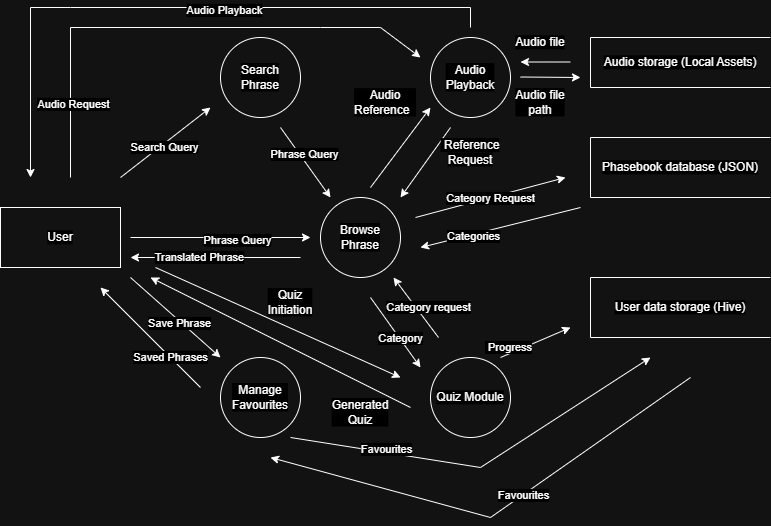 Audio Playback
Audio file
Search
Phrase
Audio
Playback
Audio storage (Local Assets)
Audio Request
Audio
Reference
Audio file
path
Search Query
Phrase Query
Reference
Request
Phasebook database (JSON)
Category Request
User
Phrase Query
Browse
Phrase
Categories
Translated Phrase
Quiz
Initiation
Category request
User data storage (Hive)
Save Phrase
Category
Progress
Saved Phrases
Manage
Favourites
Generated
Quiz
Quiz Module
Favourites
Favourites